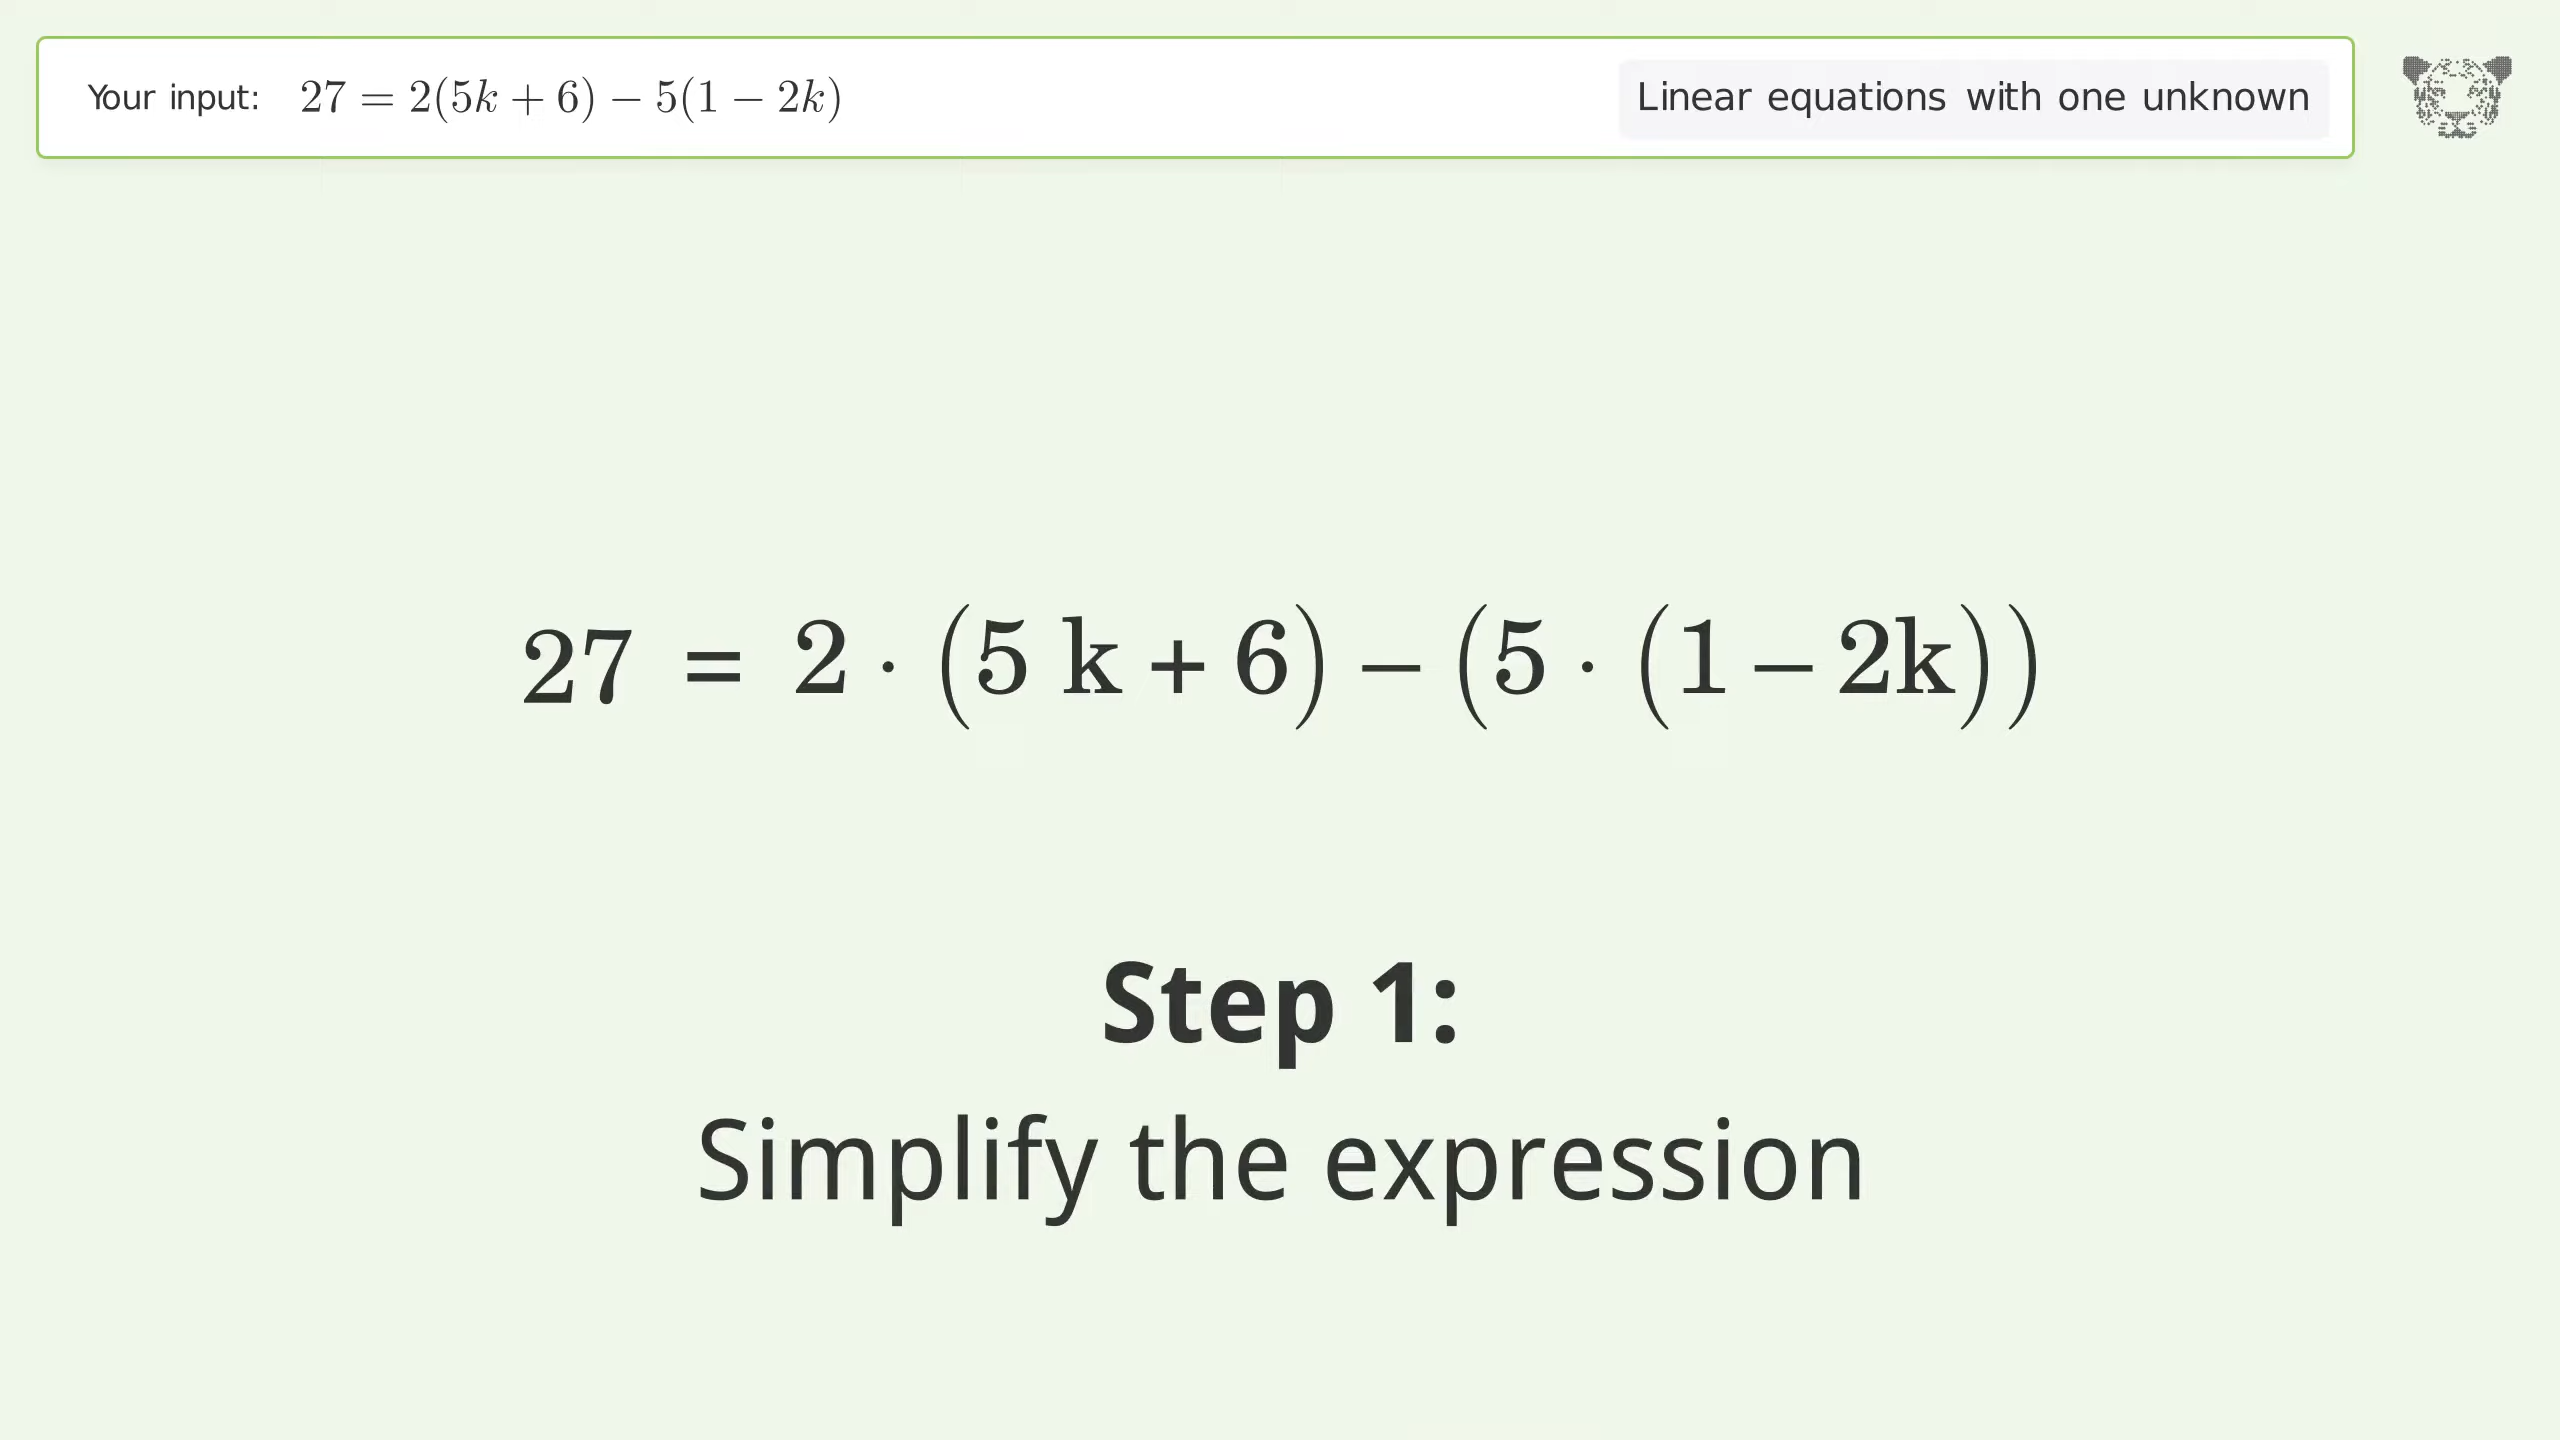 Your input: 27 = 2(5k + 6) − 5(1 − 2k) Linear equations with one unknown
27 = 2 · (5 k + 6) − (5 · (1 − 2k))
Step 1:
Simplify the expression